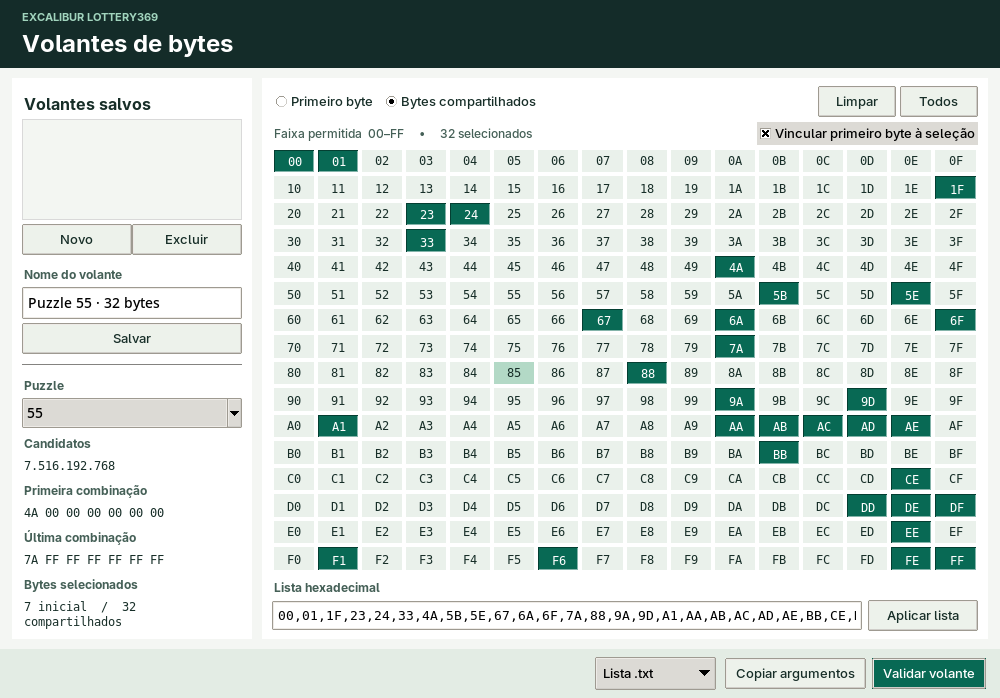 EXCALIBUR LOTTERY369
Volantes de bytes
Volantes salvos
Novo Excluir
Nome do volante
Puzzle 55 · 32 bytes
Salvar
Puzzle
55
Candidatos
7.516.192.768
Primeira combinação
4A 00 00 00 00 00 00
Última combinação
7A FF FF FF FF FF FF
Bytes selecionados
7 inicial / 32
compartilhados
Primeiro byte Bytes compartilhados Limpar Todos
Faixa permitida 00–FF • 32 selecionados Vincular primeiro byte à seleção
00 01 02 03 04 05 06 07 08 09 0A 0B 0C 0D 0E 0F
10 11 12 13 14 15 16 17 18 19 1A 1B 1C 1D 1E 1F
20 21 22 23 24 25 26 27 28 29 2A 2B 2C 2D 2E 2F
30 31 32 33 34 35 36 37 38 39 3A 3B 3C 3D 3E 3F
40 41 42 43 44 45 46 47 48 49 4A 4B 4C 4D 4E 4F
50 51 52 53 54 55 56 57 58 59 5A 5B 5C 5D 5E 5F
60 61 62 63 64 65 66 67 68 69 6A 6B 6C 6D 6E 6F
70 71 72 73 74 75 76 77 78 79 7A 7B 7C 7D 7E 7F
80 81 82 83 84 85 86 87 88 89 8A 8B 8C 8D 8E 8F
90 91 92 93 94 95 96 97 98 99 9A 9B 9C 9D 9E 9F
A0 A1 A2 A3 A4 A5 A6 A7 A8 A9 AA AB AC AD AE AF
B0 B1 B2 B3 B4 B5 B6 B7 B8 B9 BA BB BC BD BE BF
C0 C1 C2 C3 C4 C5 C6 C7 C8 C9 CA CB CC CD CE CF
D0 D1 D2 D3 D4 D5 D6 D7 D8 D9 DA DB DC DD DE DF
E0 E1 E2 E3 E4 E5 E6 E7 E8 E9 EA EB EC ED EE EF
F0 F1 F2 F3 F4 F5 F6 F7 F8 F9 FA FB FC FD FE FF
Lista hexadecimal
00,01,1F,23,24,33,4A,5B,5E,67,6A,6F,7A,88,9A,9D,A1,AA,AB,AC,AD,AE,BB,CE, Aplicar lista
Lista .txt Copiar argumentos Validar volante